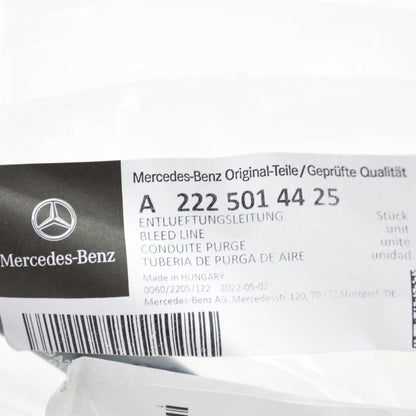 Mercedes-Benz Original-Teile/Geprüfte Qualität
A 222 501 44 25
ENTLUEFTUNGSLEITUNG Stück
BLEED LINE unit
CONDUITE PURGE unite
TUBERIA DE PURGA DE AIRE unidad
Mercedes-Benz
Made in HUNGARY
0060/2205/122 2022-05-02
Mercedes-Benz AG, Mercedesstr. 120, 70372 Stuttgart, DE